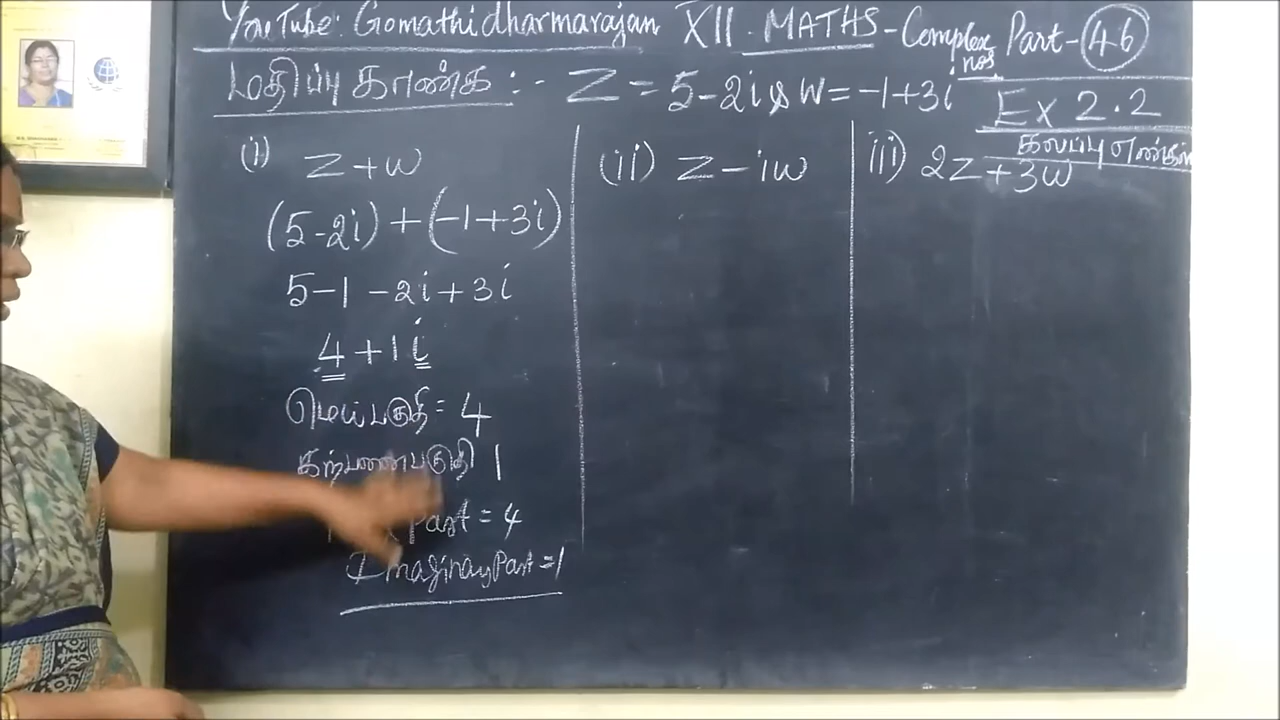 YouTube: Gomathidharmarajan XII. MATHS - Complex nos Part - 46
மதிப்பு காண்க :- Z = 5-2i & W = -1+3i
Ex 2.2
கலப்பு எண்கள்
(i) Z+W
(5-2i)+(-1+3i)
5-1-2i+3i
4+1i
மெய்பகுதி = 4
கற்பனைபகுதி 1
Part = 4
Imaginary Part = 1
(ii) Z-iW
iii) 2Z+3W